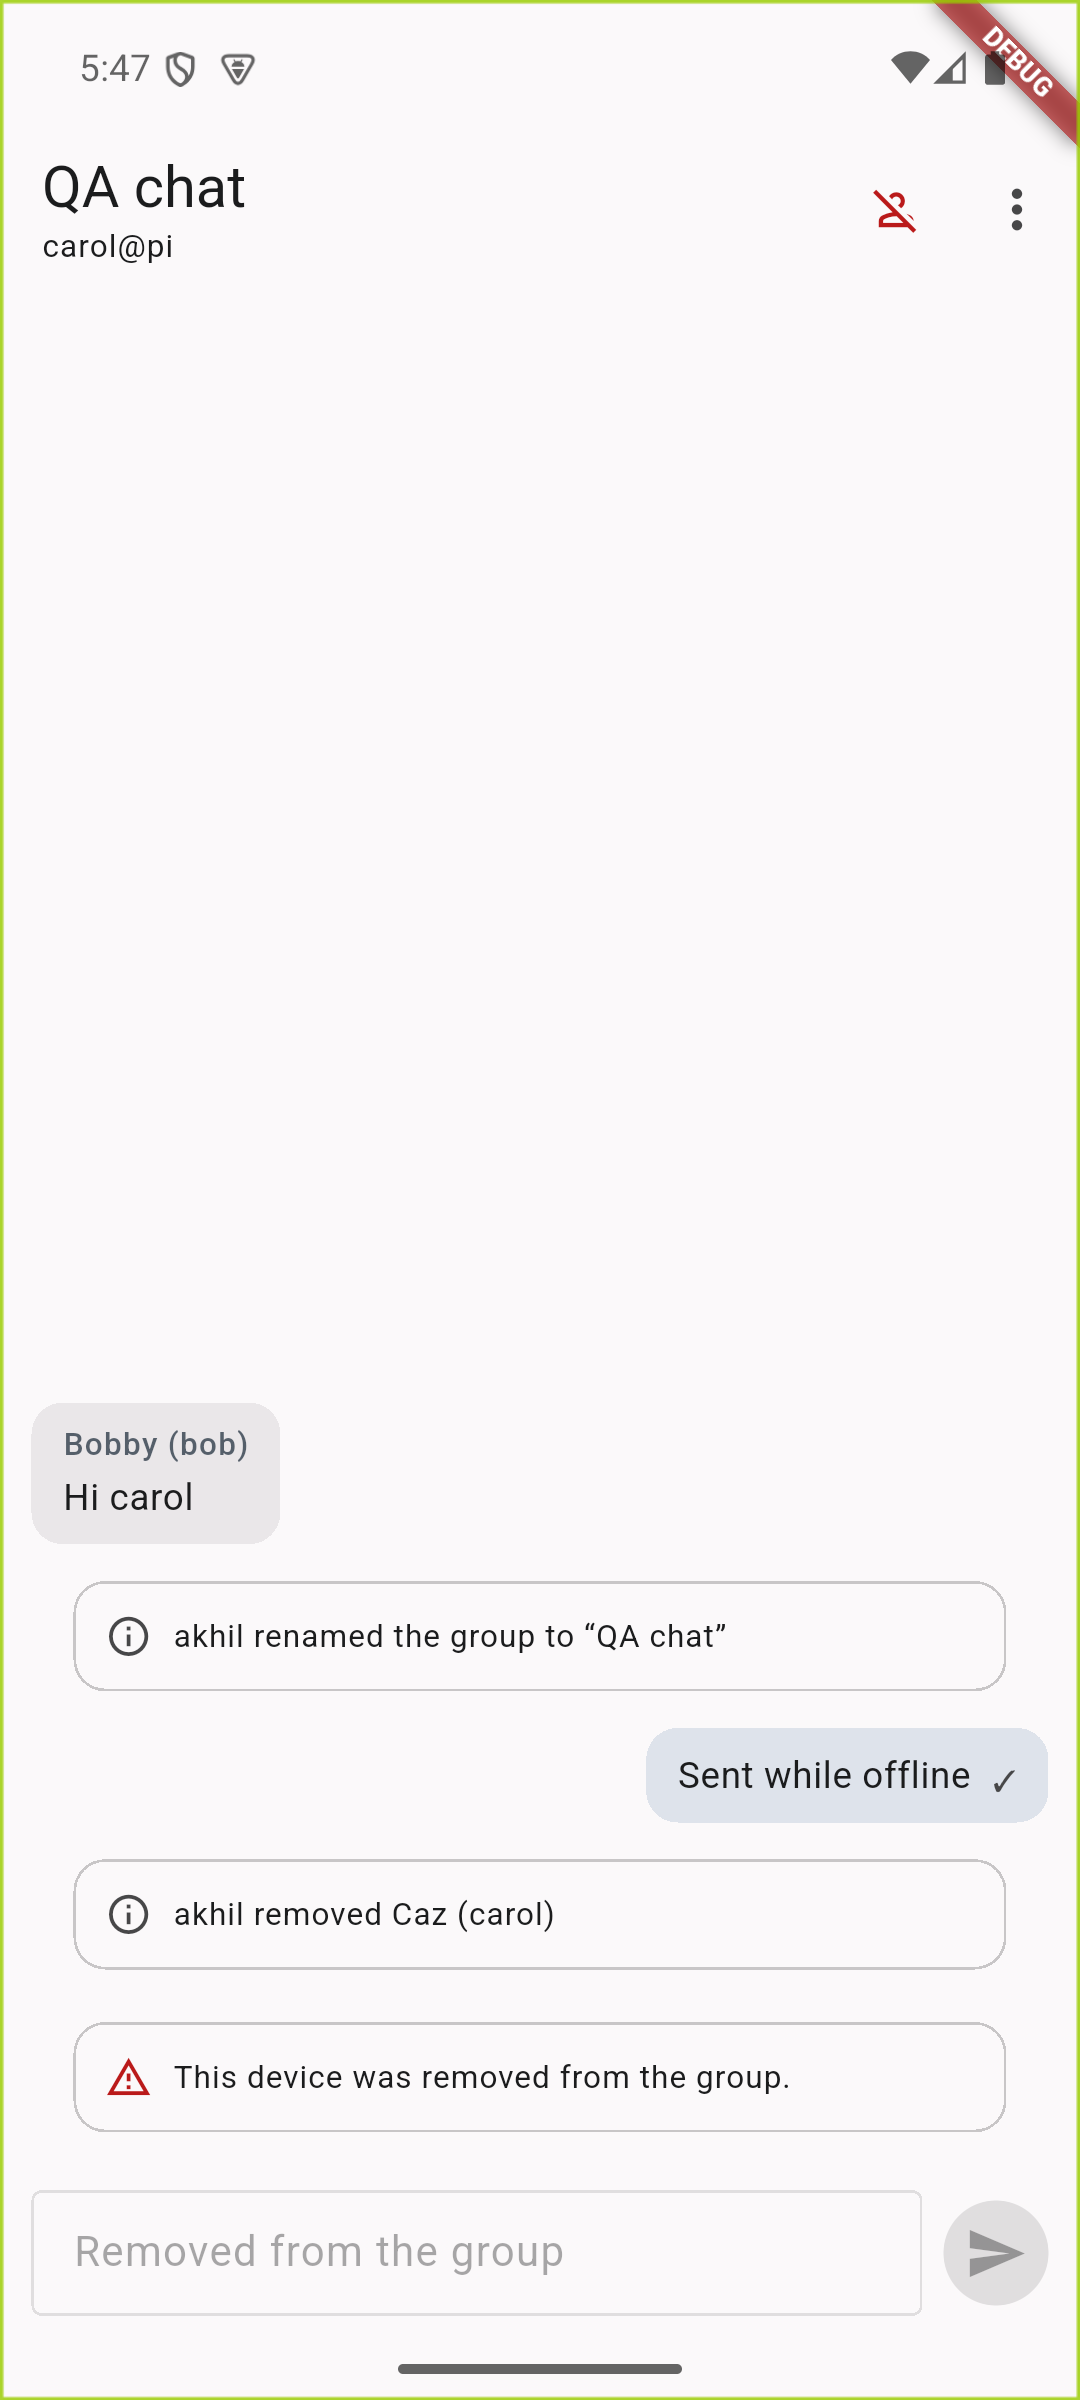 5:47
DEBUG
QA chat
carol@pi
Bobby (bob)
Hi carol
akhil renamed the group to “QA chat”
Sent while offline ✓
akhil removed Caz (carol)
This device was removed from the group.
Removed from the group